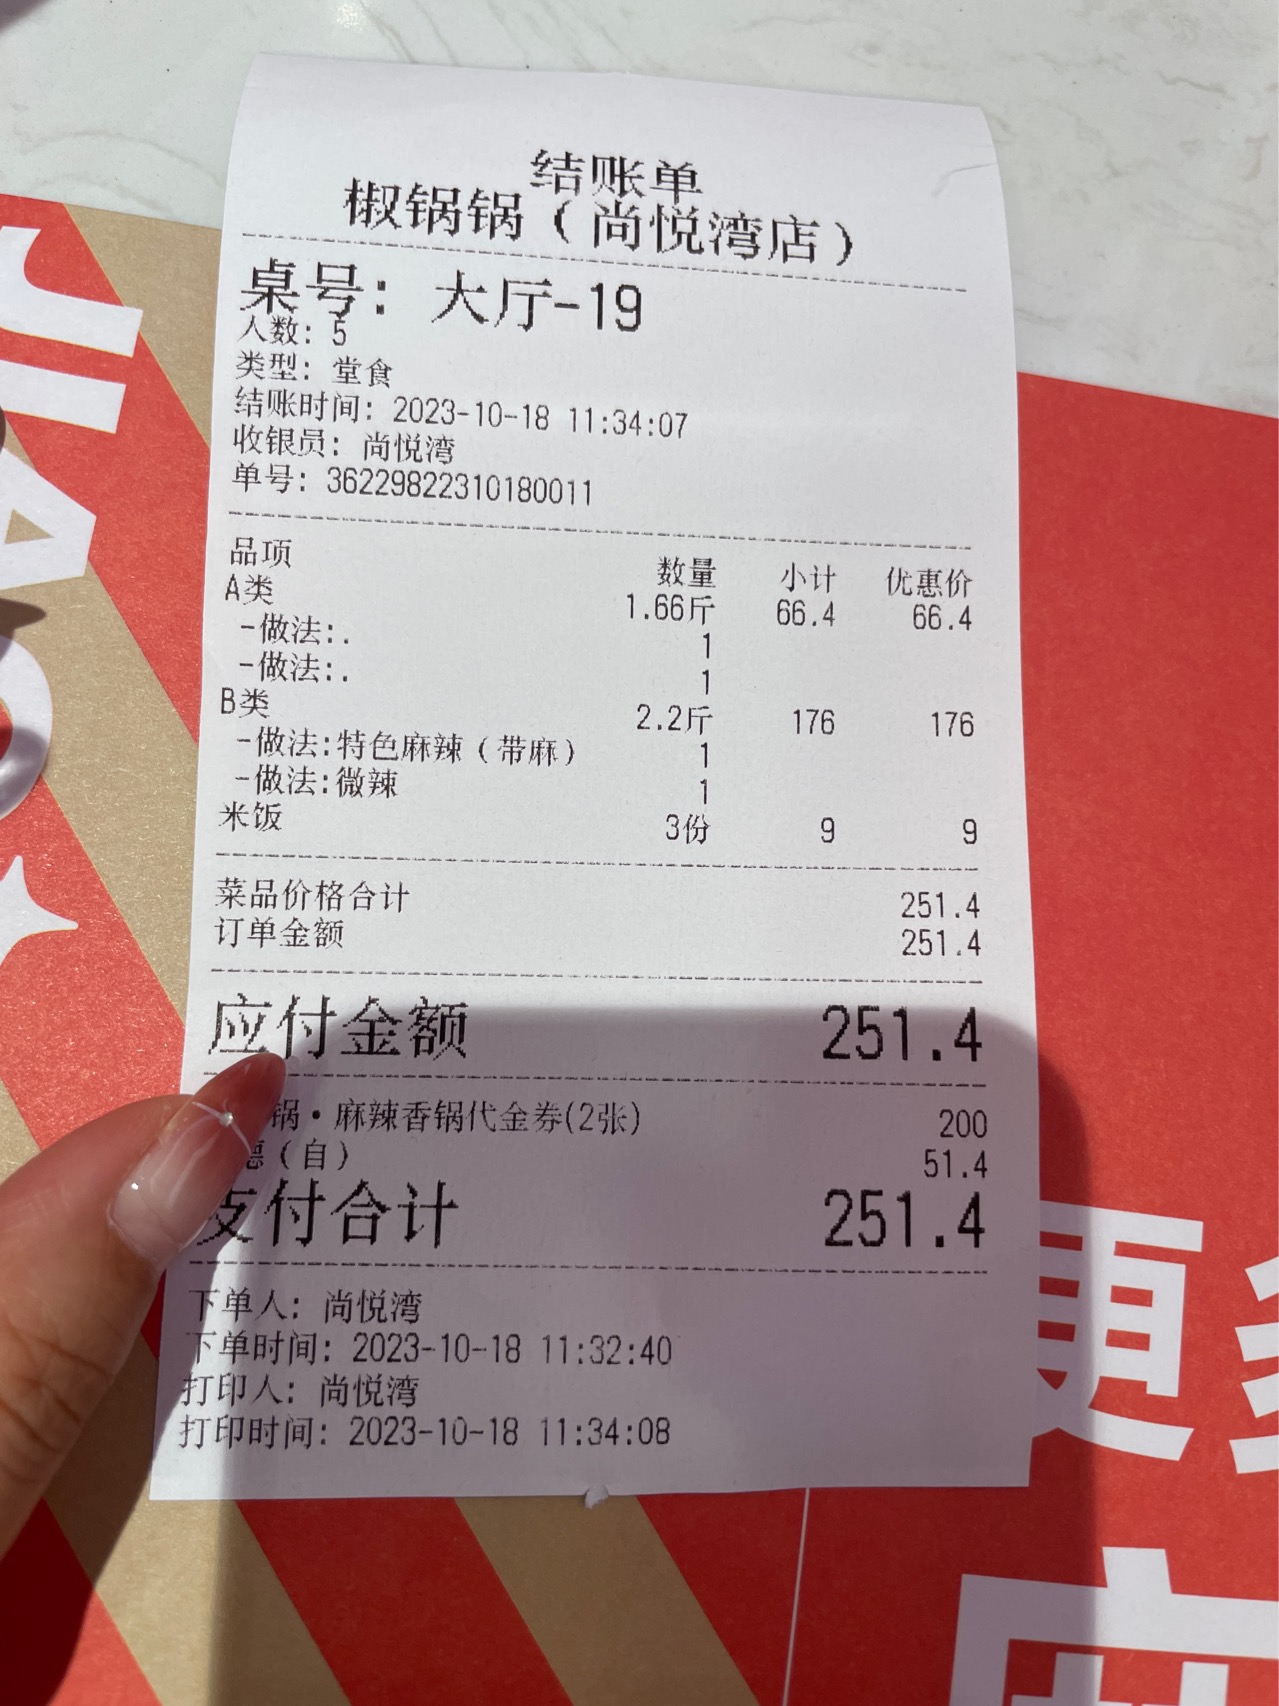 结账单
椒锅锅（尚悦湾店）
桌号：大厅-19
人数：5
类型：堂食
结账时间：2023-10-18 11:34:07
收银员：尚悦湾
单号：36229822310180011
品项 数量 小计 优惠价
A类 1.66斤 66.4 66.4
-做法:. 1
-做法:. 1
B类 2.2斤 176 176
-做法:特色麻辣（带麻） 1
-做法:微辣 1
米饭 3份 9 9
菜品价格合计 251.4
订单金额 251.4
应付金额 251.4
锅·麻辣香锅代金券(2张) 200
德（自） 51.4
支付合计 251.4
下单人：尚悦湾
下单时间：2023-10-18 11:32:40
打印人：尚悦湾
打印时间：2023-10-18 11:34:08
更